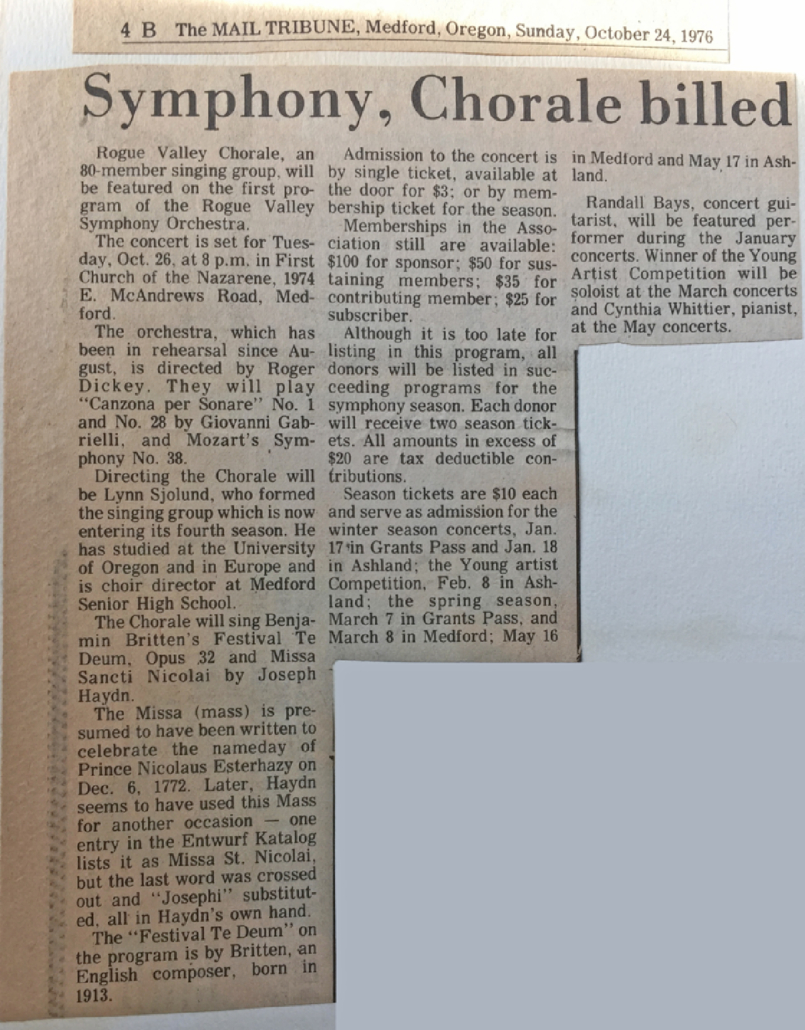 4 B The MAIL TRIBUNE, Medford, Oregon, Sunday, October 24, 1976
Symphony, Chorale billed
Rogue Valley Chorale, an
80-member singing group, will
be featured on the first pro-
gram of the Rogue Valley
Symphony Orchestra.
The concert is set for Tues-
day, Oct. 26, at 8 p.m. in First
Church of the Nazarene, 1974
E. McAndrews Road, Med-
ford.
The orchestra, which has
been in rehearsal since Au-
gust, is directed by Roger
Dickey. They will play
"Canzona per Sonare" No. 1
and No. 28 by Giovanni Gab-
rielli, and Mozart's Sym-
phony No. 38.
Directing the Chorale will
be Lynn Sjolund, who formed
the singing group which is now
entering its fourth season. He
has studied at the University
of Oregon and in Europe and
is choir director at Medford
Senior High School.
The Chorale will sing Benja-
min Britten's Festival Te
Deum, Opus 32 and Missa
Sancti Nicolai by Joseph
Haydn.
The Missa (mass) is pre-
sumed to have been written to
celebrate the nameday of
Prince Nicolaus Esterhazy on
Dec. 6, 1772. Later, Haydn
seems to have used this Mass
for another occasion — one
entry in the Entwurf Katalog
lists it as Missa St. Nicolai,
but the last word was crossed
out and "Josephi" substitut-
ed, all in Haydn's own hand.
The "Festival Te Deum" on
the program is by Britten, an
English composer, born in
1913.
Admission to the concert is
by single ticket, available at
the door for $3; or by mem-
bership ticket for the season.
Memberships in the Asso-
ciation still are available:
$100 for sponsor; $50 for sus-
taining members; $35 for
contributing member; $25 for
subscriber.
Although it is too late for
listing in this program, all
donors will be listed in suc-
ceeding programs for the
symphony season. Each donor
will receive two season tick-
ets. All amounts in excess of
$20 are tax deductible con-
tributions.
Season tickets are $10 each
and serve as admission for the
winter season concerts, Jan.
17 in Grants Pass and Jan. 18
in Ashland; the Young artist
Competition, Feb. 8 in Ash-
land; the spring season,
March 7 in Grants Pass, and
March 8 in Medford; May 16
in Medford and May 17 in Ash-
land.
Randall Bays, concert gui-
tarist, will be featured per-
former during the January
concerts. Winner of the Young
Artist Competition will be
soloist at the March concerts
and Cynthia Whittier, pianist,
at the May concerts.